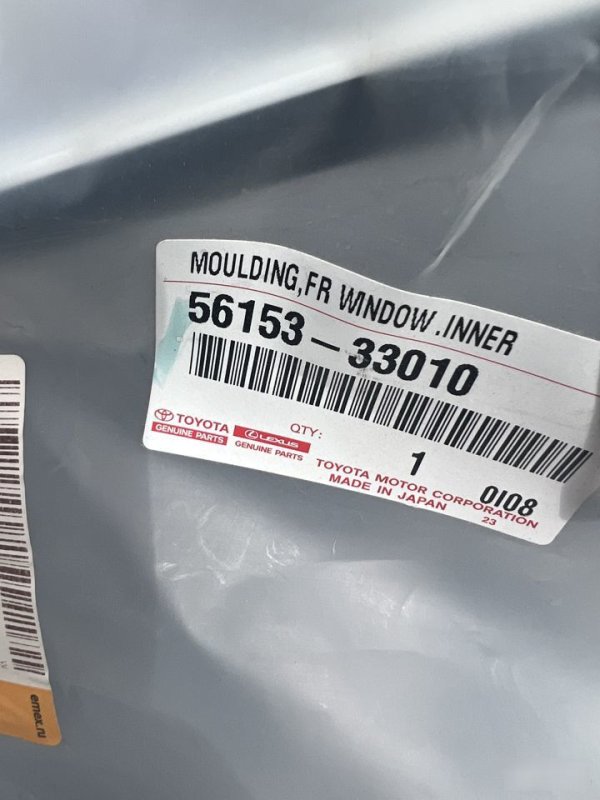 MOULDING,FR WINDOW.INNER
56153-33010
TOYOTA
GENUINE PARTS
LEXUS
GENUINE PARTS
QTY:
1
0108
TOYOTA MOTOR CORPORATION
MADE IN JAPAN
23
emex.ru